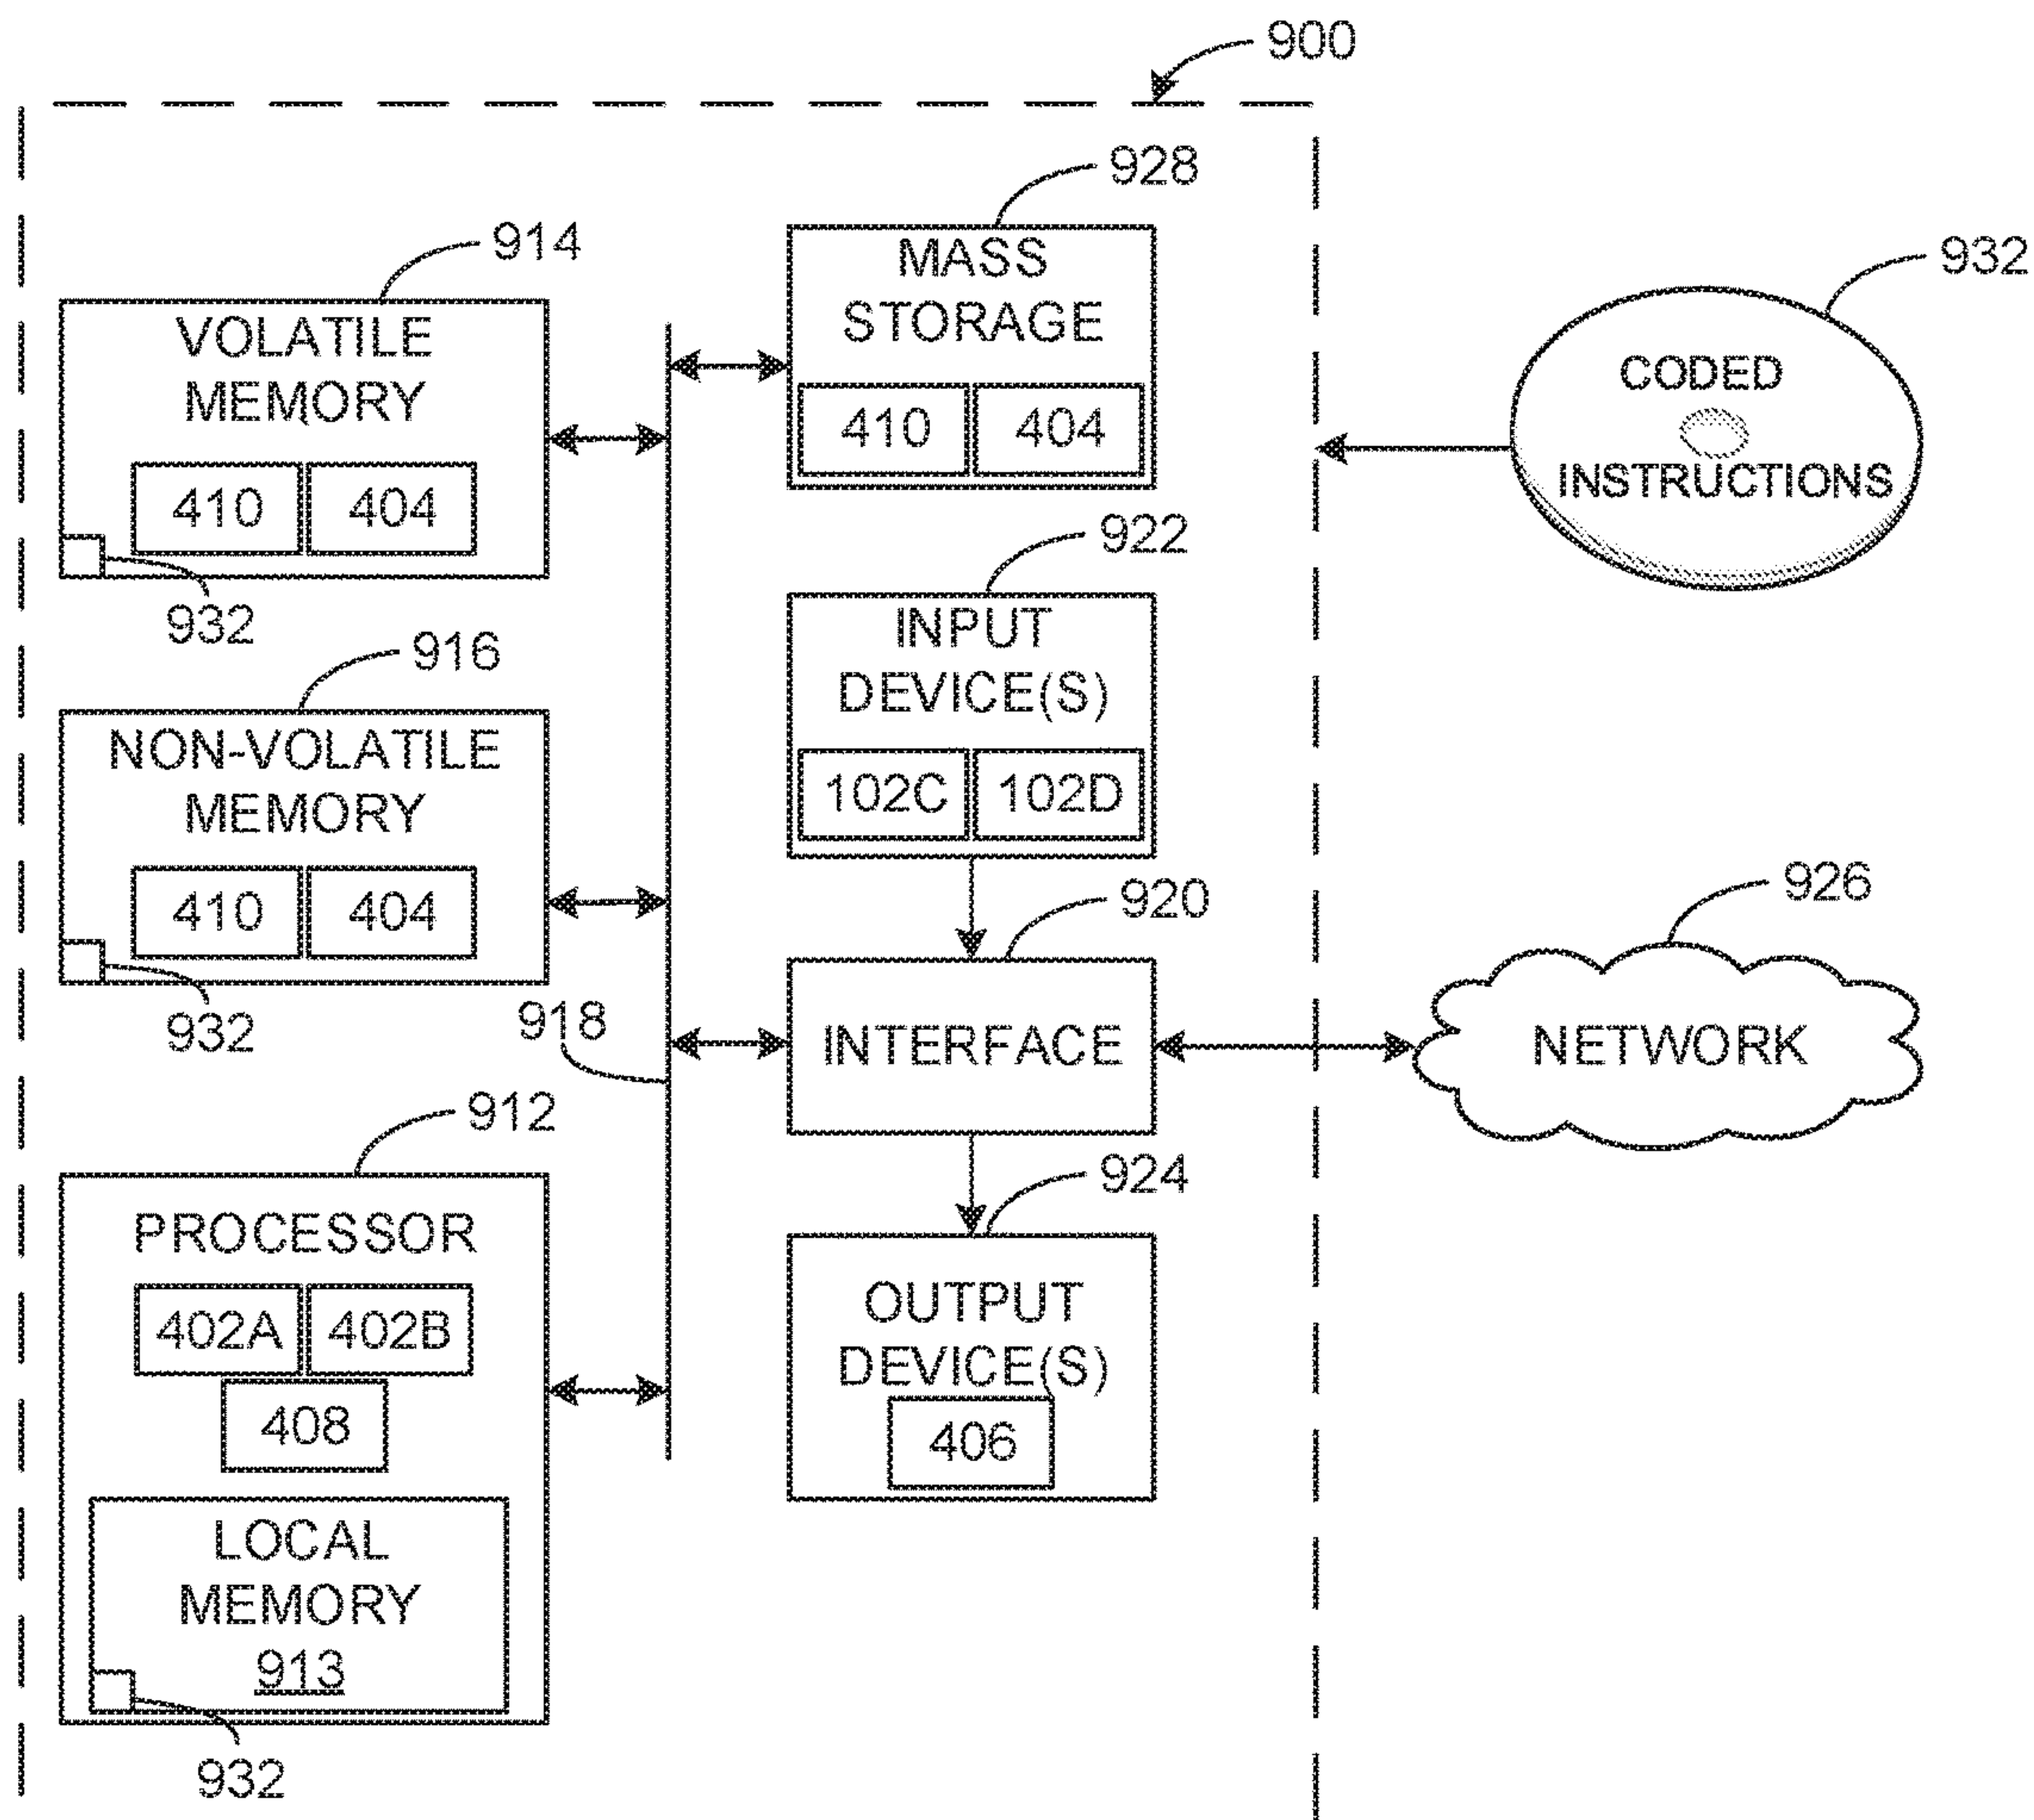 900
928
914
MASS
STORAGE
410 404
932
CODED
INSTRUCTIONS
VOLATILE
MEMORY
410 404
932
922
INPUT
DEVICE(S)
102C 102D
916
NON-VOLATILE
MEMORY
410 404
932
920
INTERFACE
918
926
NETWORK
912
PROCESSOR
402A 402B
408
LOCAL
MEMORY
913
932
924
OUTPUT
DEVICE(S)
406